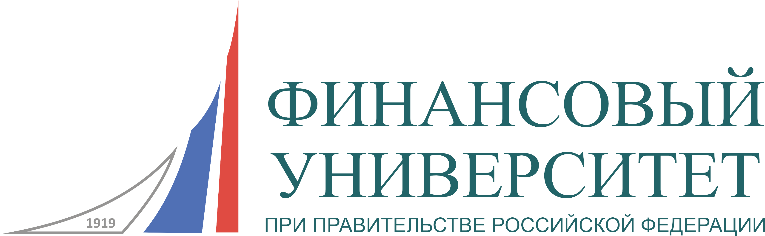 1919
ФИНАНСОВЫЙ
УНИВЕРСИТЕТ
ПРИ ПРАВИТЕЛЬСТВЕ РОССИЙСКОЙ ФЕДЕРАЦИИ